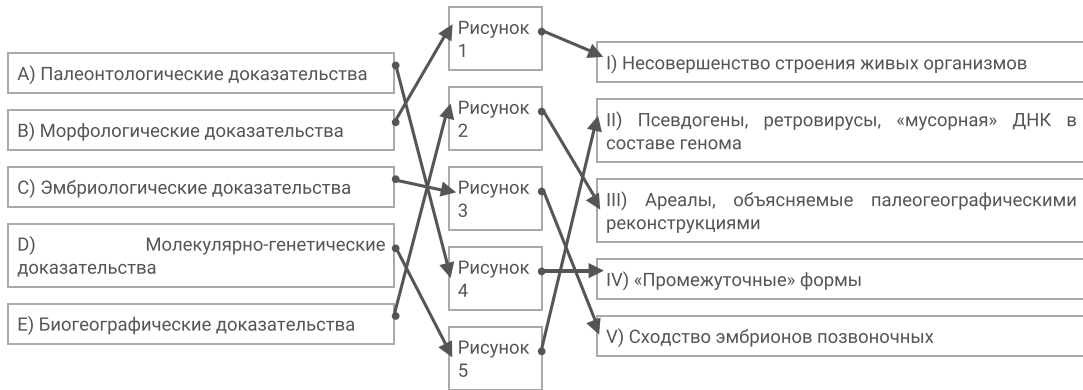 A) Палеонтологические доказательства
B) Морфологические доказательства
C) Эмбриологические доказательства
D) Молекулярно-генетические
доказательства
E) Биогеографические доказательства
Рисунок
1
Рисунок
2
Рисунок
3
Рисунок
4
Рисунок
5
I) Несовершенство строения живых организмов
II) Псевдогены, ретровирусы, «мусорная» ДНК в
составе генома
III) Ареалы, объясняемые палеогеографическими
реконструкциями
IV) «Промежуточные» формы
V) Сходство эмбрионов позвоночных